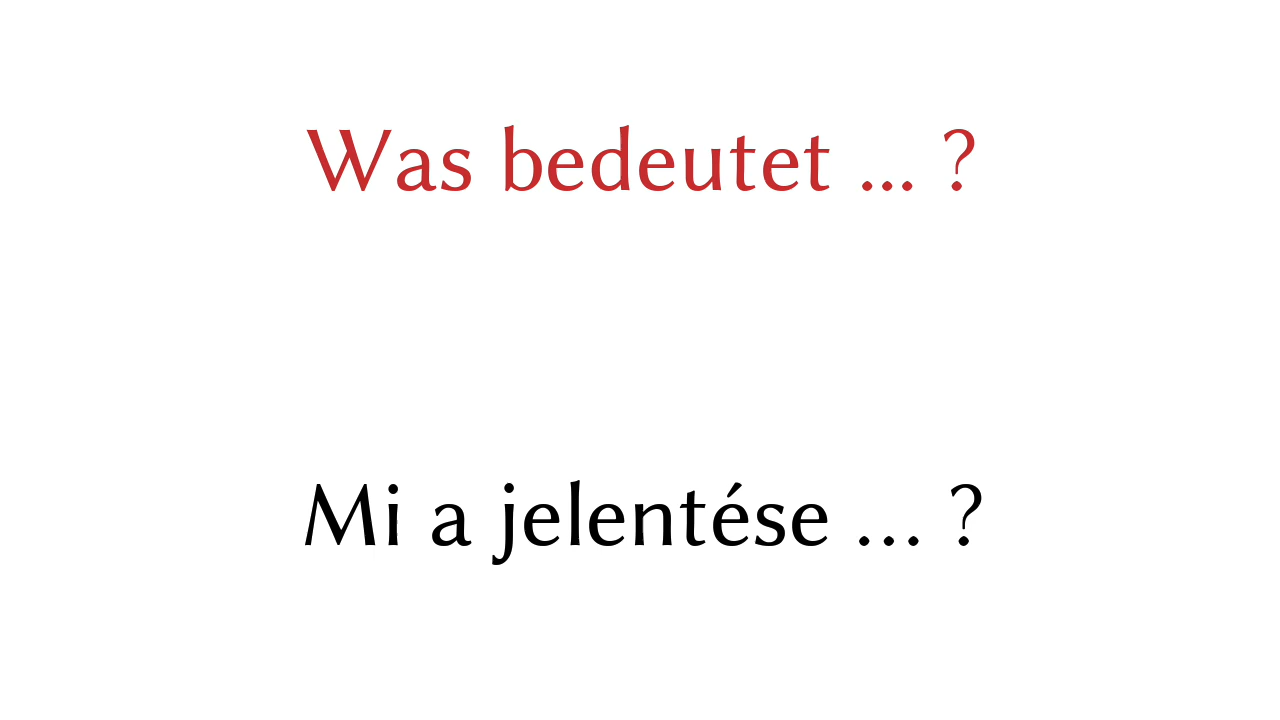 Was bedeutet ... ?
Mi a jelentése … ?